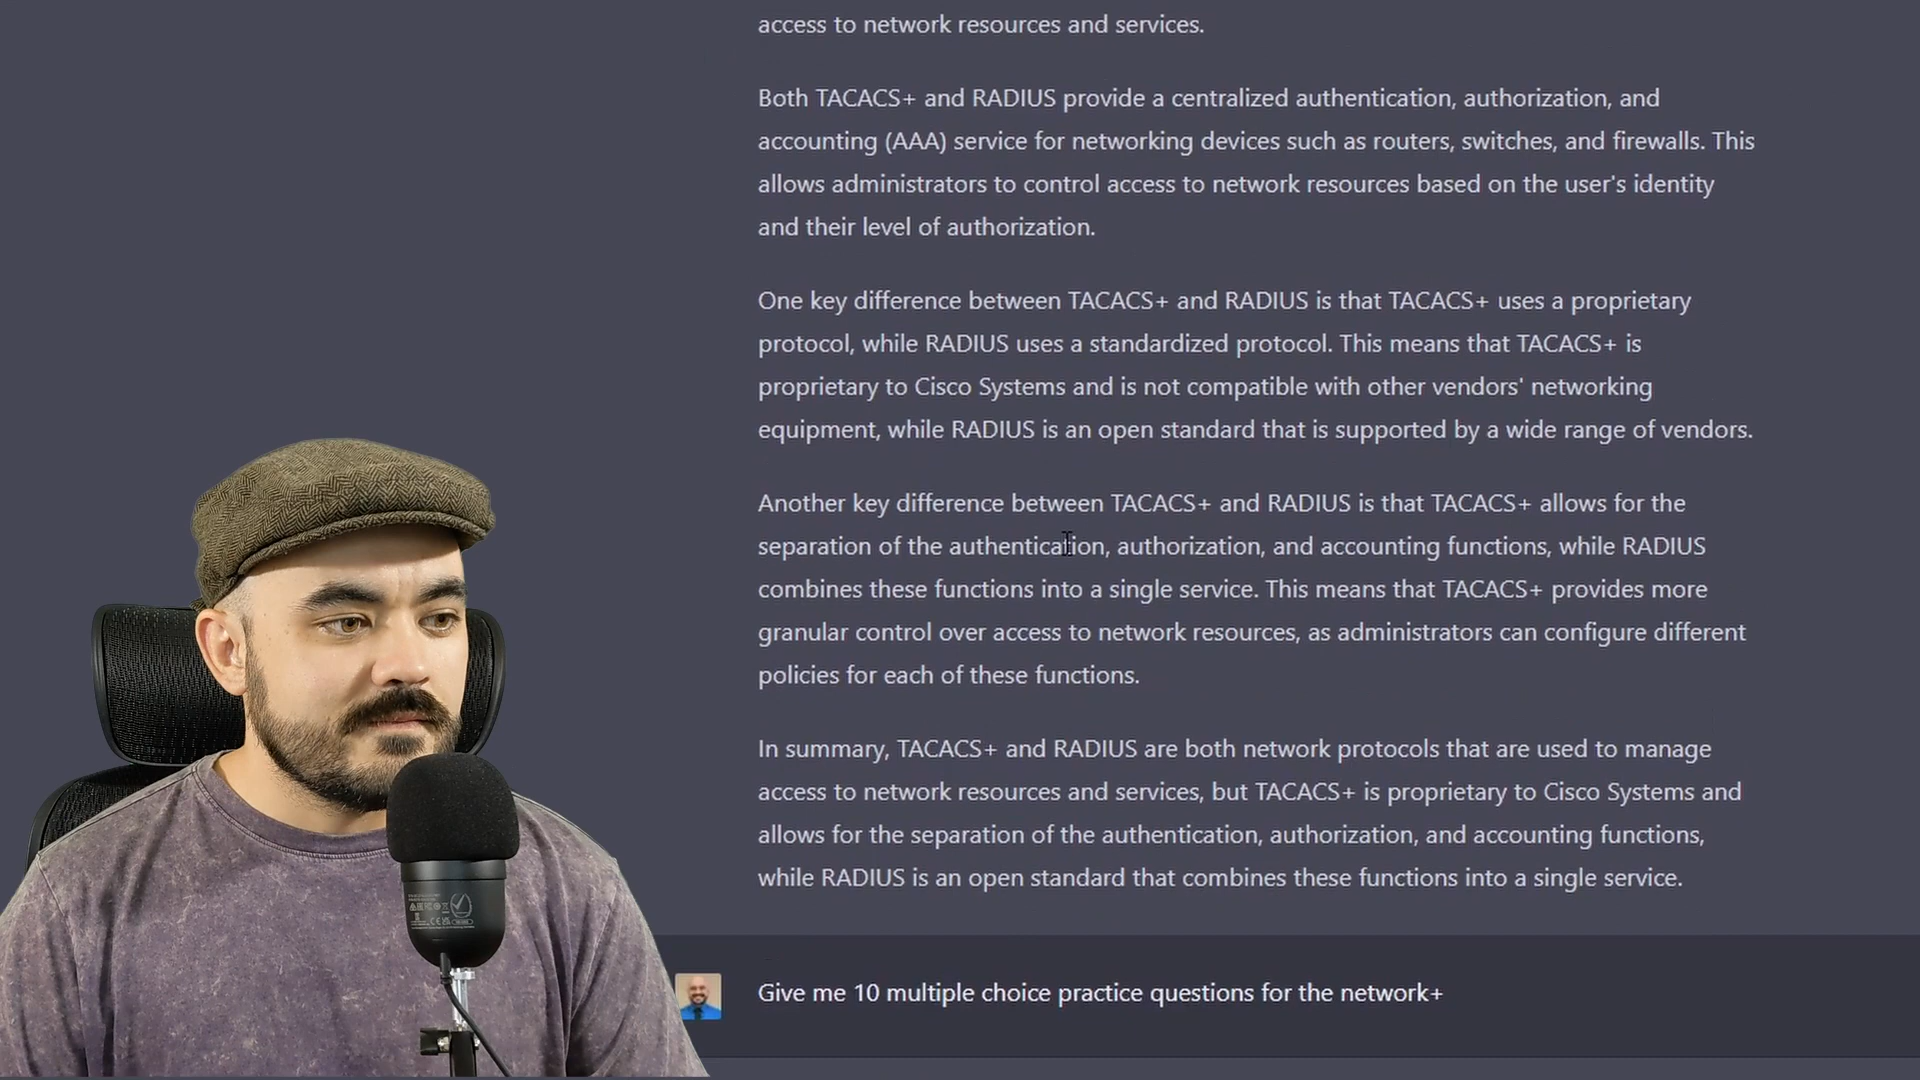 access to network resources and services.
Both TACACS+ and RADIUS provide a centralized authentication, authorization, and
accounting (AAA) service for networking devices such as routers, switches, and firewalls. This
allows administrators to control access to network resources based on the user's identity
and their level of authorization.
One key difference between TACACS+ and RADIUS is that TACACS+ uses a proprietary
protocol, while RADIUS uses a standardized protocol. This means that TACACS+ is
proprietary to Cisco Systems and is not compatible with other vendors' networking
equipment, while RADIUS is an open standard that is supported by a wide range of vendors.
Another key difference between TACACS+ and RADIUS is that TACACS+ allows for the
separation of the authentication, authorization, and accounting functions, while RADIUS
combines these functions into a single service. This means that TACACS+ provides more
granular control over access to network resources, as administrators can configure different
policies for each of these functions.
In summary, TACACS+ and RADIUS are both network protocols that are used to manage
access to network resources and services, but TACACS+ is proprietary to Cisco Systems and
allows for the separation of the authentication, authorization, and accounting functions,
while RADIUS is an open standard that combines these functions into a single service.
Give me 10 multiple choice practice questions for the network+